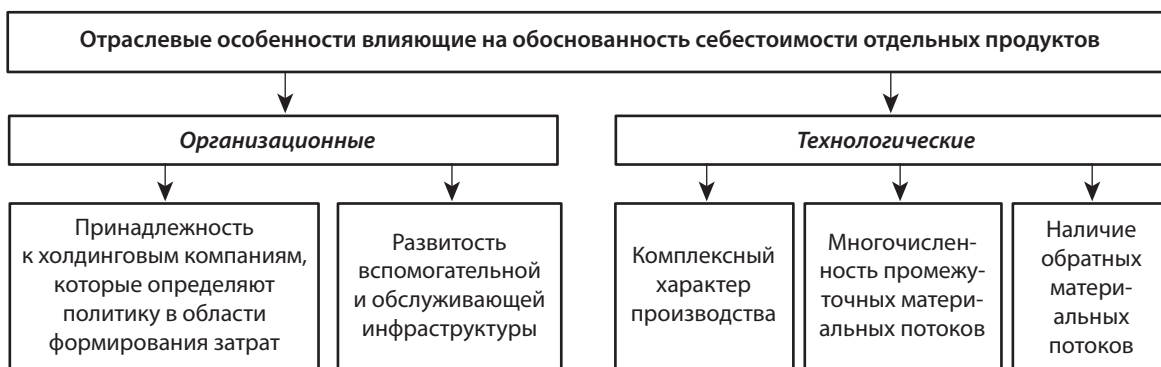 Отраслевые особенности влияющие на обоснованность себестоимости отдельных продуктов
Организационные
Технологические
Принадлежность
к холдинговым компаниям,
которые определяют
политику в области
формирования затрат
Развитость
вспомогательной
и обслуживающей
инфраструктуры
Комплексный
характер
производства
Многочислен-
ность промежу-
точных матери-
альных потоков
Наличие
обратных
матери-
альных
потоков